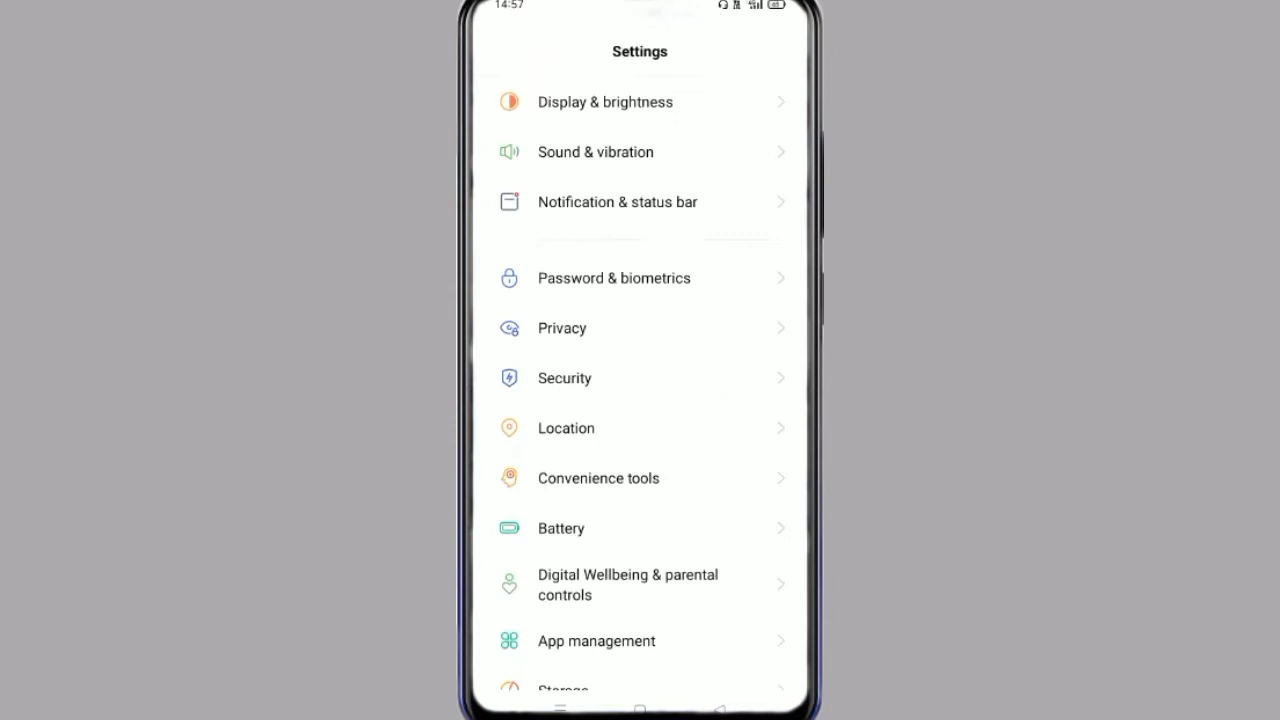 14:57
Settings
Display & brightness
Sound & vibration
Notification & status bar
Password & biometrics
Privacy
Security
Location
Convenience tools
Battery
Digital Wellbeing & parental
controls
App management
Storage